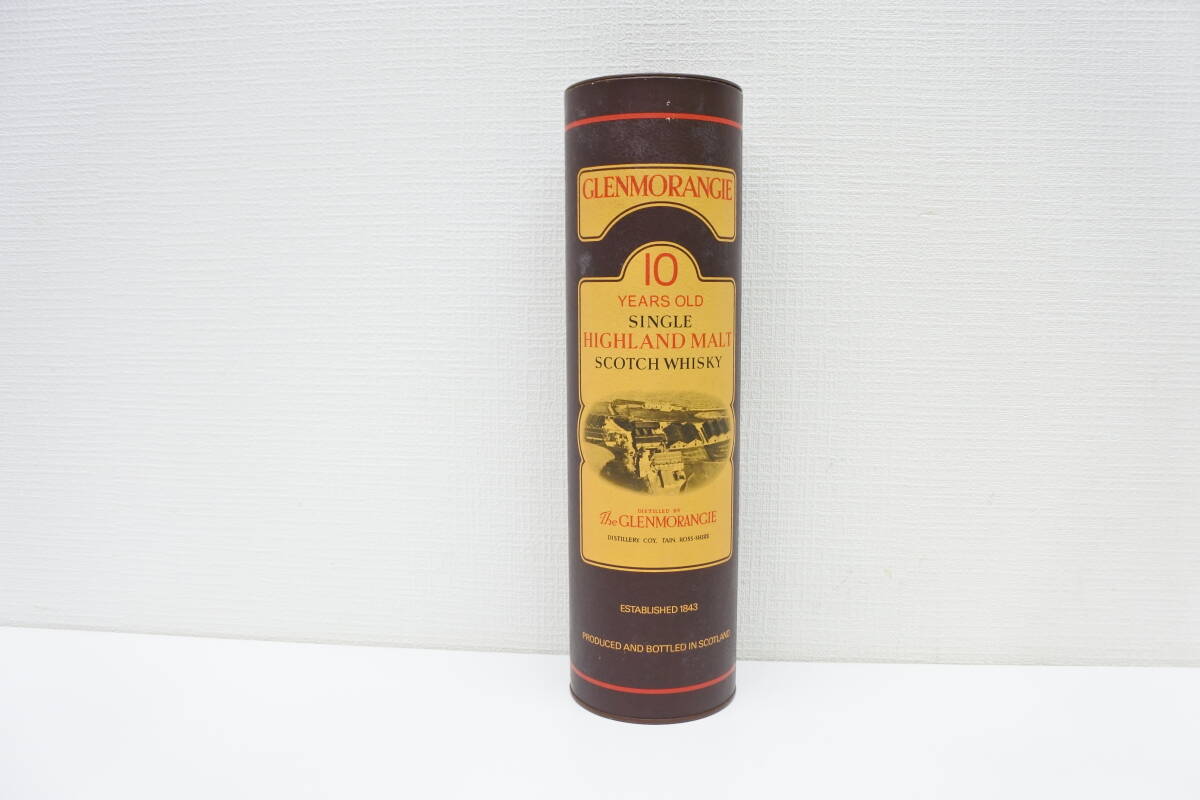 GLENMORANGIE
10
YEARS OLD
SINGLE
HIGHLAND MALT
SCOTCH WHISKY
DISTILLED BY
The GLENMORANGIE
DISTILLERY COY, TAIN, ROSS-SHIRE
ESTABLISHED 1843
PRODUCED AND BOTTLED IN SCOTLAND